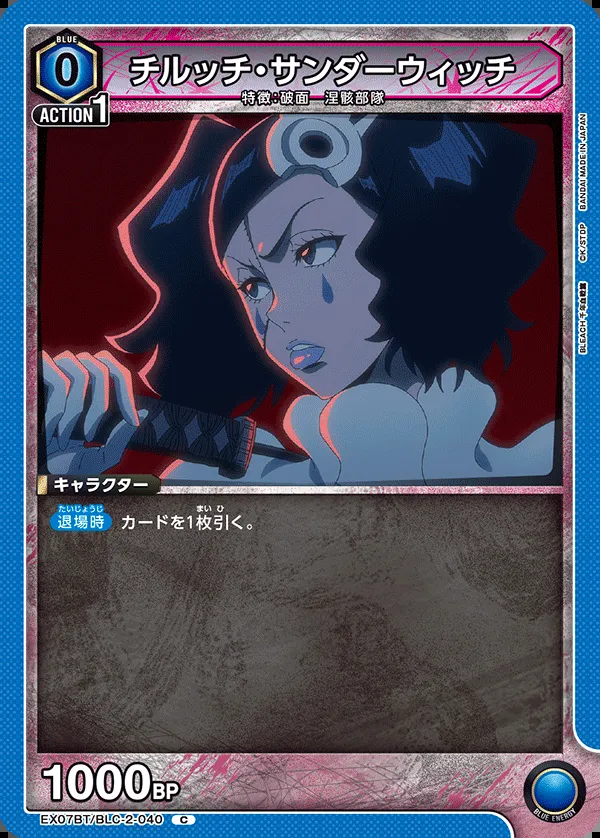 BLUE
0
ACTION 1
チルッチ・サンダーウィッチ
特徴：破面　涅骸部隊
BLEACH 千年血戦篇 ©K/STDP BANDAI MADE IN JAPAN
キャラクター
たいじょうじ まい ひ
退場時 カードを1枚引く。
1000BP
EX07BT/BLC-2-040 C
BLUE ENERGY